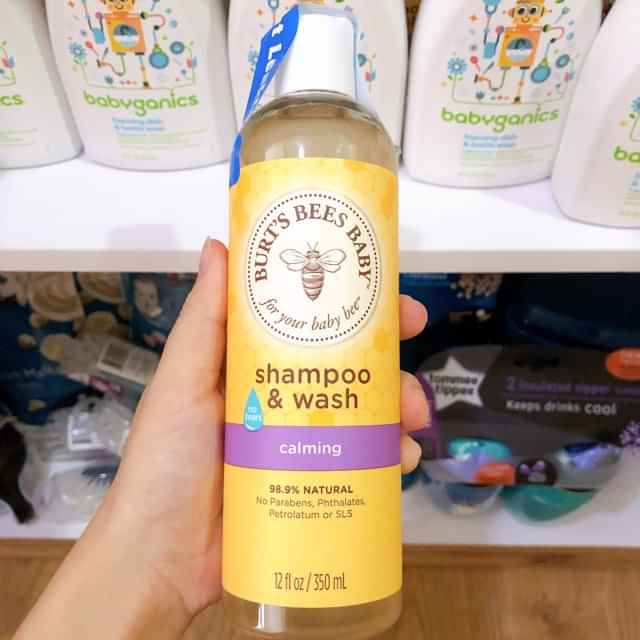 babyganics
babyganics
babyganics
BURT'S BEES BABY
for your baby bee
shampoo
& wash
no
tears
calming
98.9% NATURAL
No Parabens, Phthalates,
Petrolatum or SLS
12 fl oz / 350 mL
tommee
tippee
Keeps drinks cool